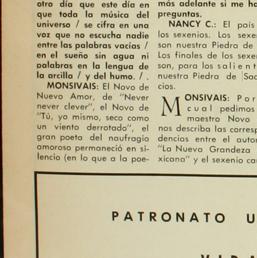 otro día que este día en
que toda la música del
universo / se cifra en una
voz que no escucha nadie
entre las palabras vacías /
en el sueño sin agua ni
palabras en la lengua de
la arcilla / y del humo. / .
MONSIVAIS: El Novo de
Nuevo Amor, de "Never
never clever", el Novo de
"Tú, yo mismo, seco como
un viento derrotado", el
gran poeta del naufragio
amoroso permaneció en si-
lencio (en lo que a la poe-
más adelante si me ha
preguntas.
NANCY C.: El país
los sexenios. Los sexe
son nuestra Piedra de
Los finales de los sexe
son, para los salient
nuestra Piedra de Sac
cios.
MONSIVAIS: Por
cual pedimos
maestro Novo
nos describa las corresp
dencias entre el autor
"La Nueva Grandeza
xicana" y el sexenio ca
PATRONATO U